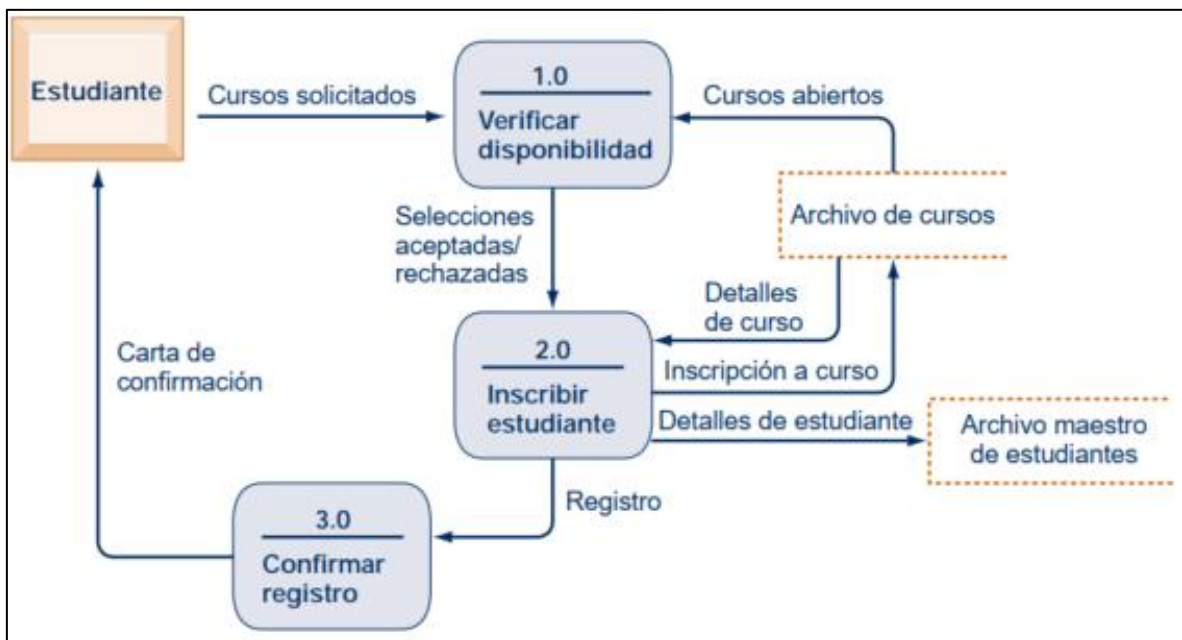 Estudiante
Cursos solicitados
1.0
Verificar
disponibilidad
Cursos abiertos
Archivo de cursos
Selecciones
aceptadas/
rechazadas
Detalles
de curso
2.0
Inscribir
estudiante
Inscripción a curso
Detalles de estudiante
Archivo maestro
de estudiantes
Carta de
confirmación
Registro
3.0
Confirmar
registro